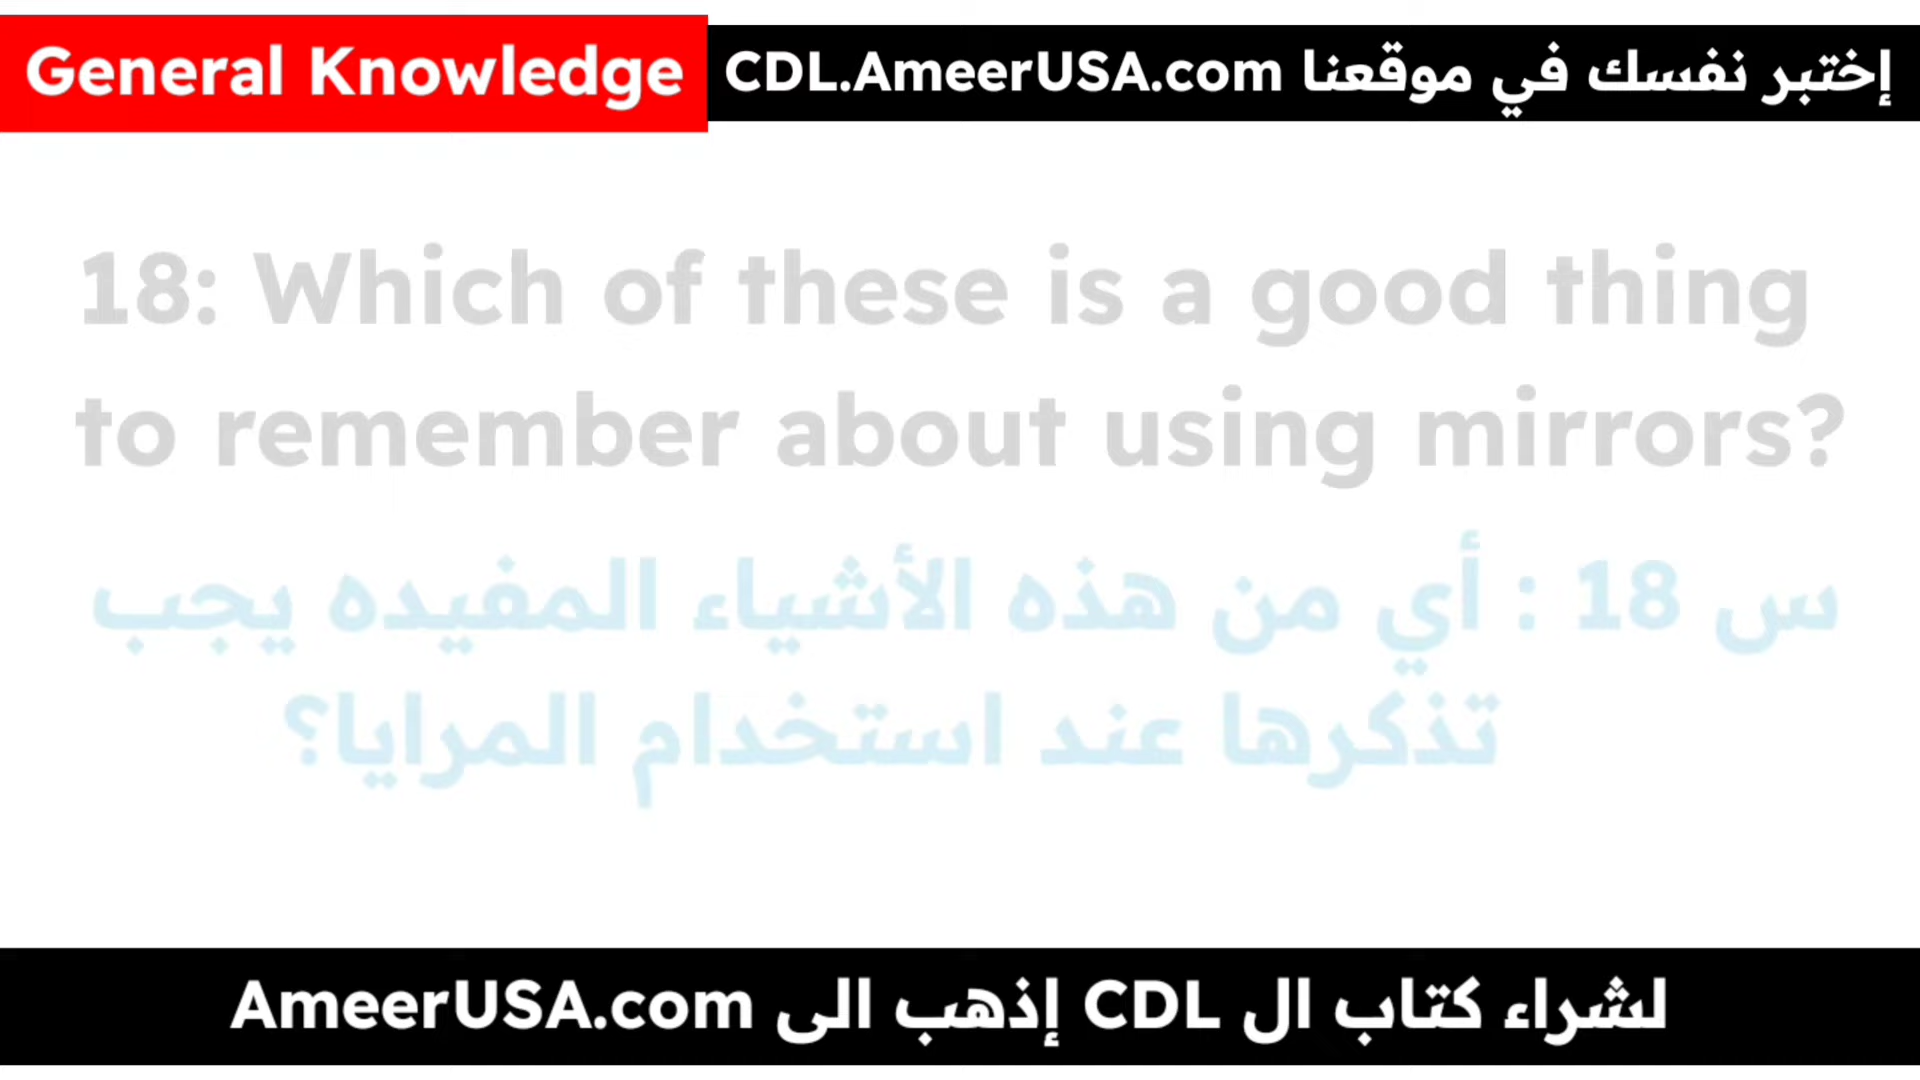 General Knowledge
إختبر نفسك في موقعنا CDL.AmeerUSA.com
18: Which of these is a good thing
to remember about using mirrors?
س 18 : أي من هذه الأشياء المفيده يجب
تذكرها عند استخدام المرايا؟
لشراء كتاب ال CDL إذهب الى AmeerUSA.com